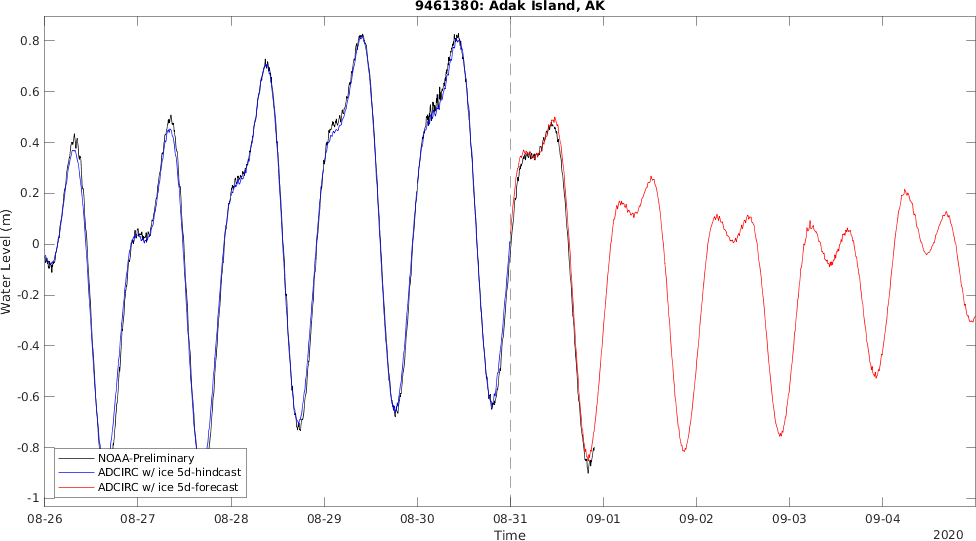 9461380: Adak Island, AK
Water Level (m)
0.8
0.6
0.4
0.2
0
-0.2
-0.4
-0.6
-0.8
-1
NOAA-Preliminary
ADCIRC w/ ice 5d-hindcast
ADCIRC w/ ice 5d-forecast
08-26 08-27 08-28 08-29 08-30 08-31 09-01 09-02 09-03 09-04
Time
2020